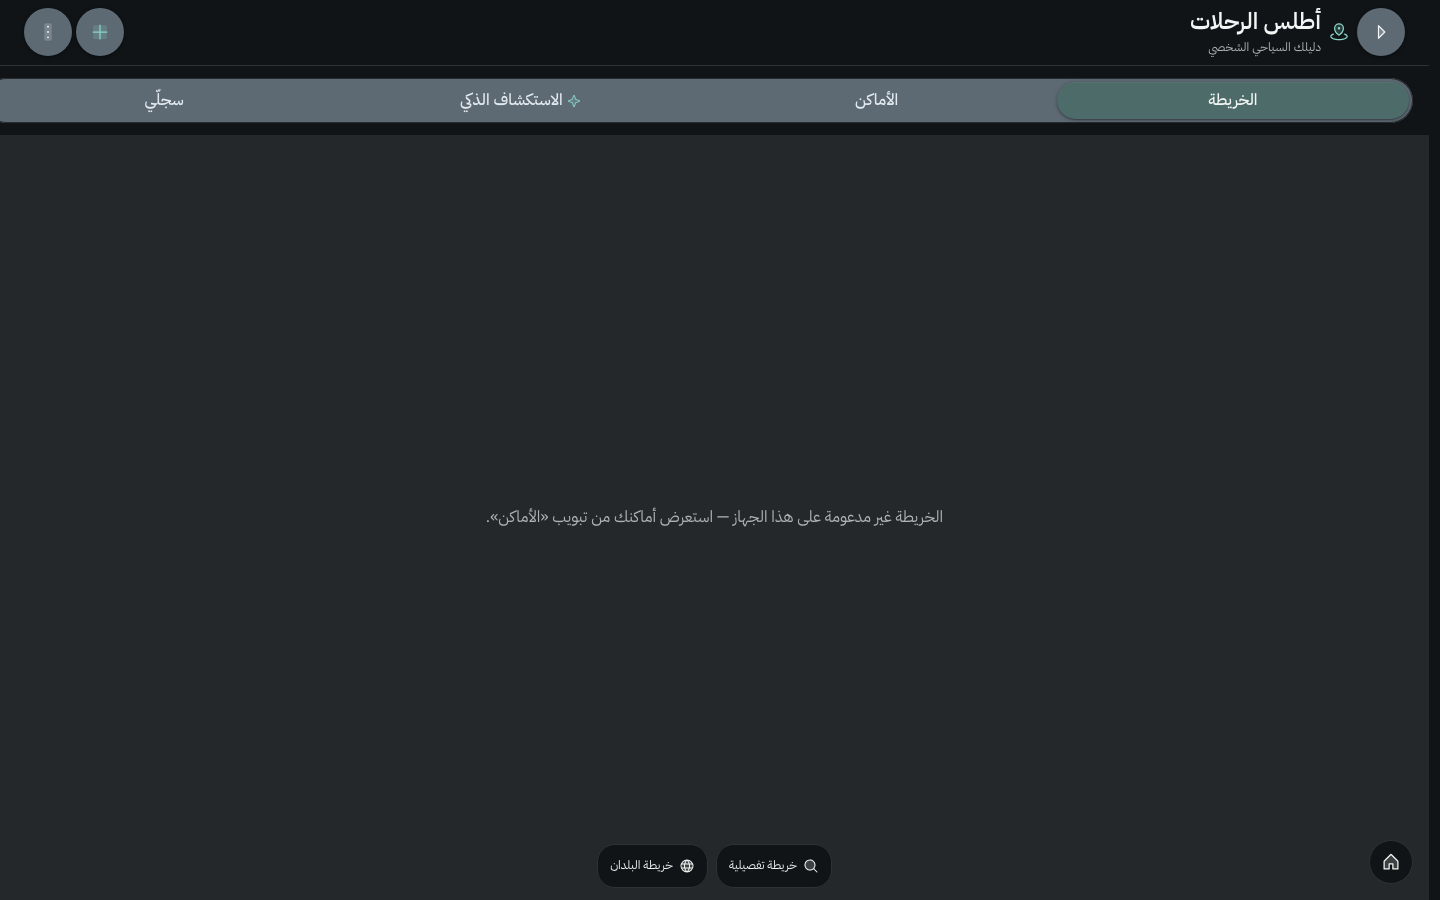 أطلس الرحلات
دليلك السياحي الشخصي
الخريطة
الأماكن
الاستكشاف الذكي
سجلّي
الخريطة غير مدعومة على هذا الجهاز — استعرض أماكنك من تبويب «الأماكن».
خريطة تفصيلية
خريطة البلدان